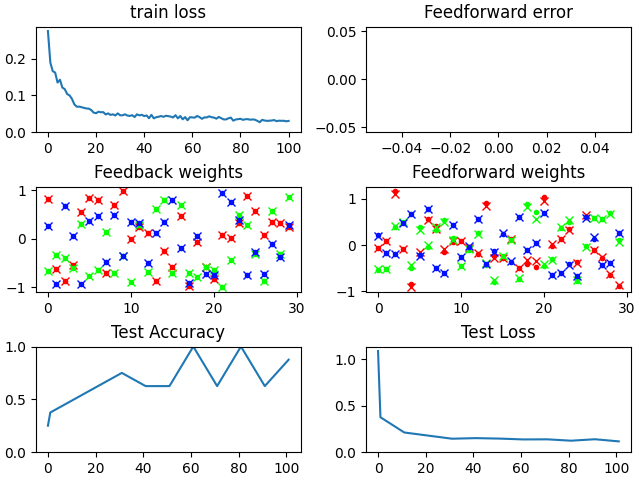 train loss
Feedforward error
0.2
0.1
0.0
0 20 40 60 80 100
0.05
0.00
−0.05
−0.04 −0.02 0.00 0.02 0.04
Feedback weights
Feedforward weights
1
0
−1
0 10 20 30
1
0
−1
0 10 20 30
Test Accuracy
Test Loss
1.0
0.5
0.0
0 20 40 60 80 100
1.0
0.5
0.0
0 20 40 60 80 100